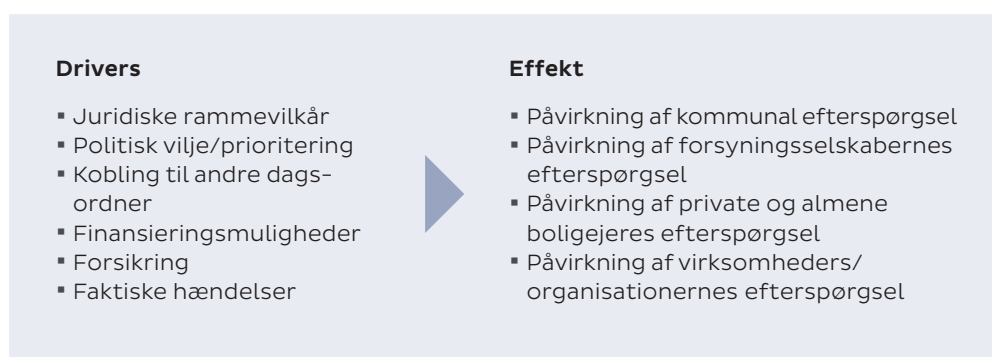 Drivers
▪ Juridiske rammevilkår
▪ Politisk vilje/prioritering
▪ Kobling til andre dags-
ordner
▪ Finansieringsmuligheder
▪ Forsikring
▪ Faktiske hændelser
Effekt
▪ Påvirkning af kommunal efterspørgsel
▪ Påvirkning af forsyningsselskabernes
efterspørgsel
▪ Påvirkning af private og almene
boligejeres efterspørgsel
▪ Påvirkning af virksomheders/
organisationernes efterspørgsel